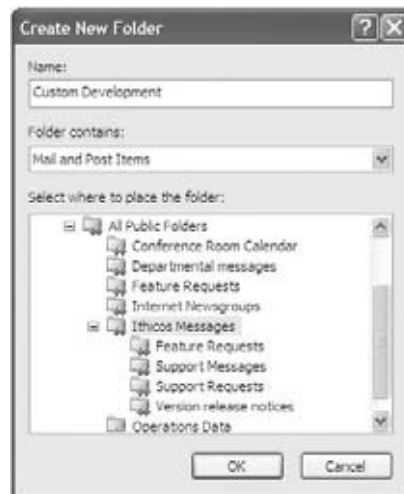 Create New Folder
Name:
Custom Development
Folder contains:
Mail and Post Items
Select where to place the folder:
All Public Folders
Conference Room Calendar
Departmental messages
Feature Requests
Internet Newsgroups
Ithicos Messages
Feature Requests
Support Messages
Support Requests
Version release notices
Operations Data
OK
Cancel